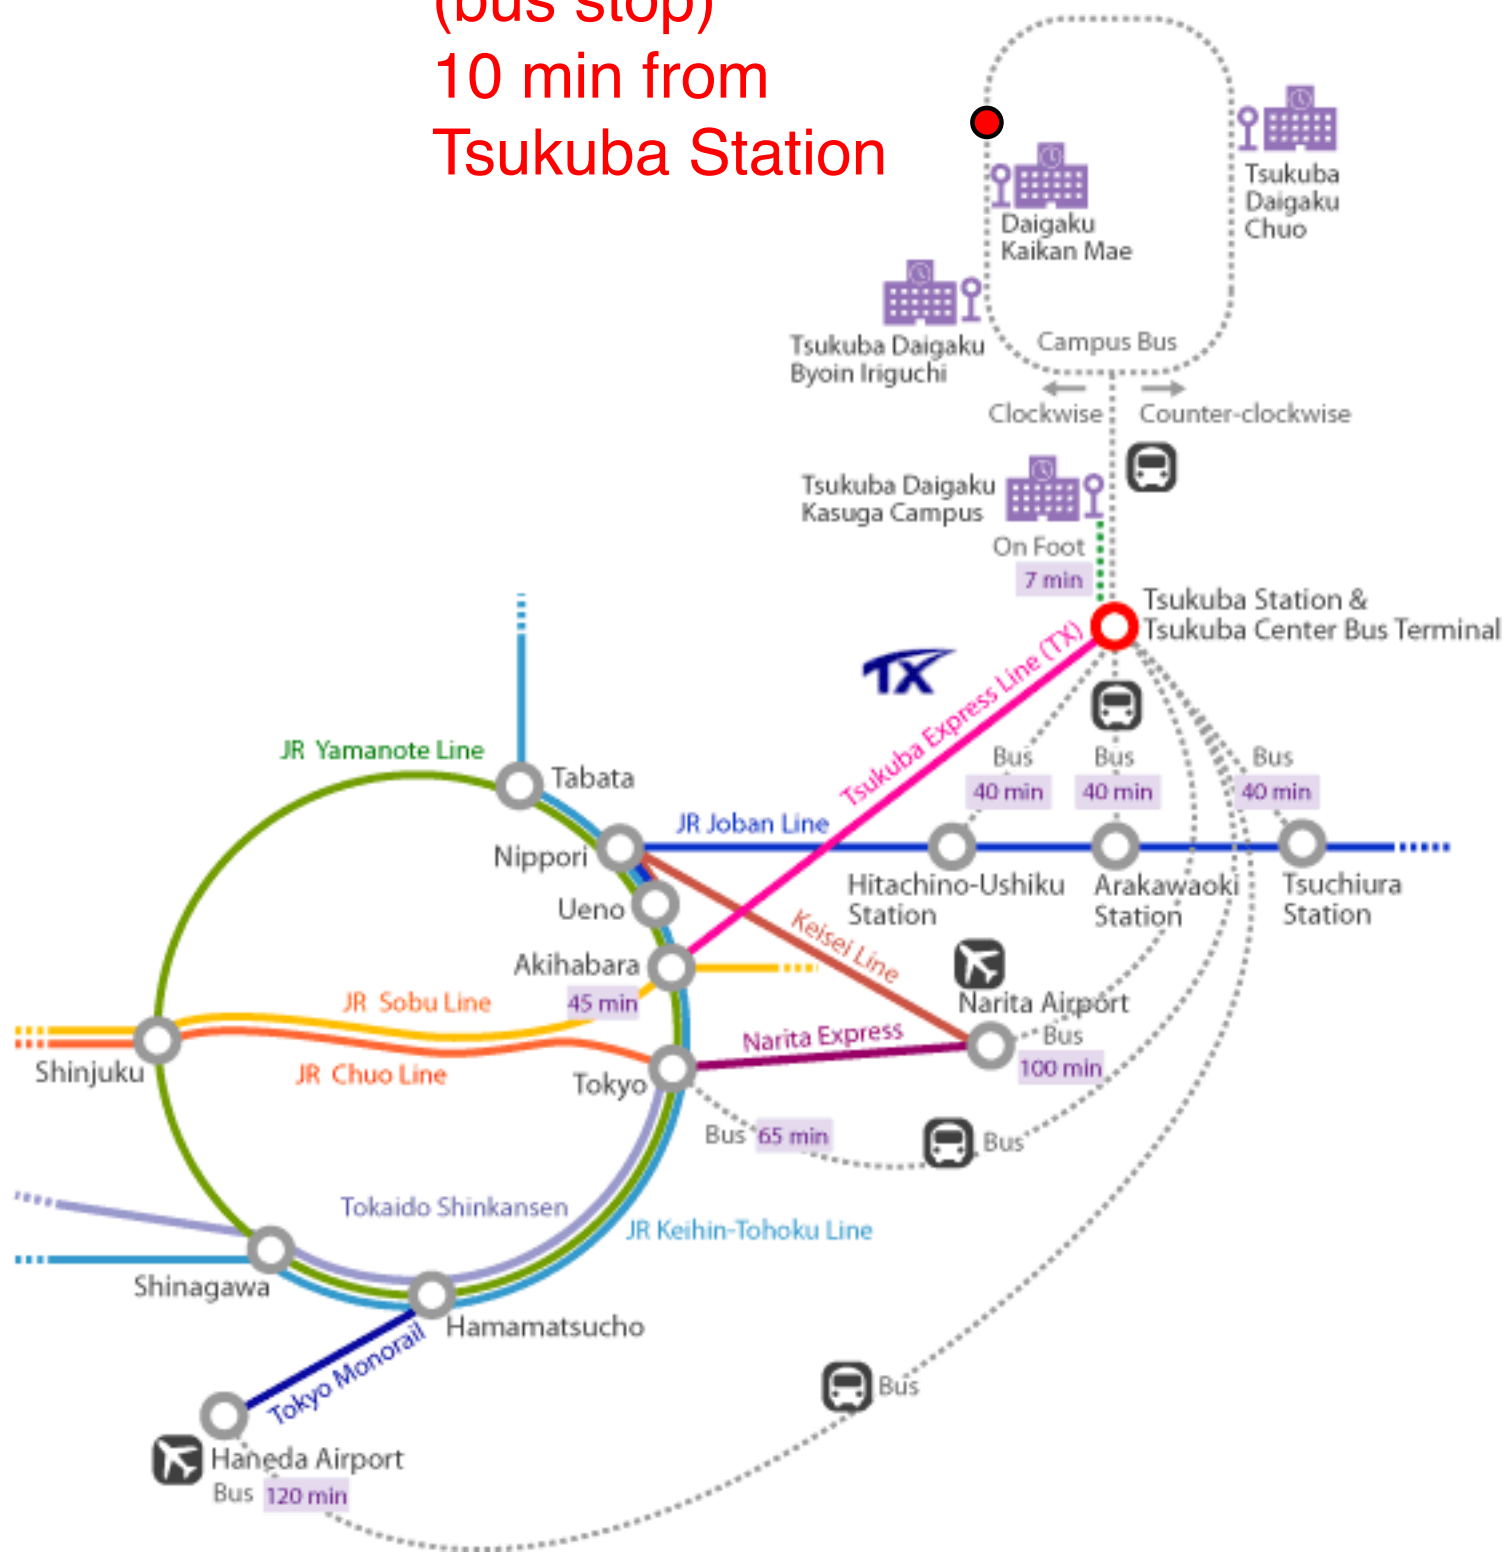 (bus stop)
10 min from
Tsukuba Station
Tsukuba
Daigaku
Chuo
Daigaku
Kaikan Mae
Tsukuba Daigaku
Byoin Iriguchi
Campus Bus
Clockwise
Counter-clockwise
Tsukuba Daigaku
Kasuga Campus
On Foot
7 min
Tsukuba Station &
Tsukuba Center Bus Terminal
TX
Tsukuba Express Line (TX)
JR Yamanote Line
Tabata
Bus
40 min
Bus
40 min
Bus
40 min
JR Joban Line
Nippori
Hitachino-Ushiku
Station
Arakawaoki
Station
Tsuchiura
Station
Ueno
Keisei Line
Akihabara
45 min
JR Sobu Line
Narita Airport
Bus
100 min
Narita Express
Shinjuku
JR Chuo Line
Tokyo
Bus 65 min
Bus
Tokaido Shinkansen
JR Keihin-Tohoku Line
Shinagawa
Hamamatsucho
Tokyo Monorail
Bus
Haneda Airport
Bus 120 min